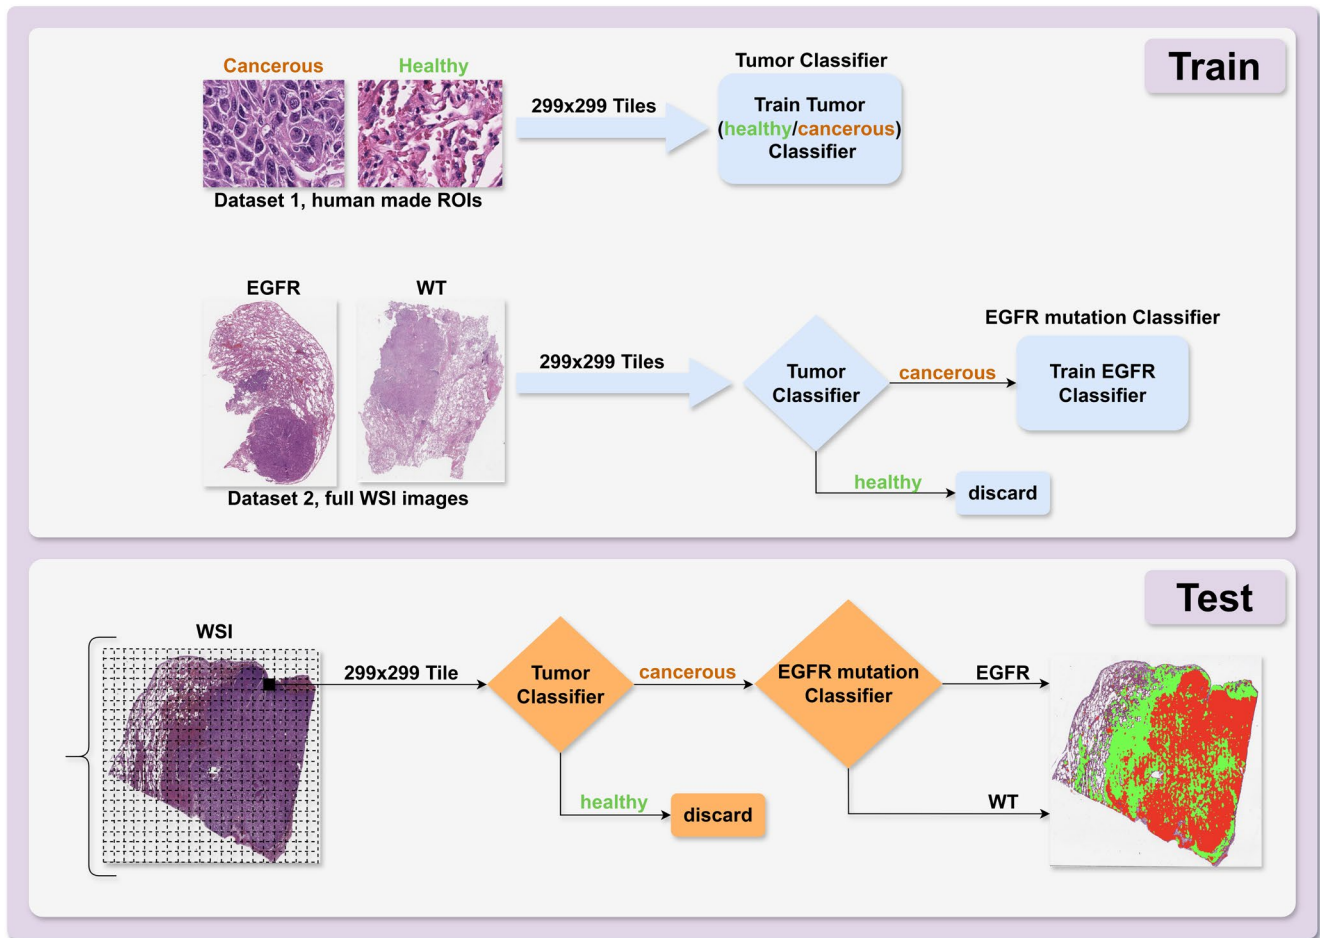 Train
Cancerous
Healthy
299x299 Tiles
Dataset 1, human made ROIs
Tumor Classifier
Train Tumor
(healthy/cancerous)
Classifier
EGFR
WT
299x299 Tiles
Dataset 2, full WSI images
Tumor
Classifier
cancerous
EGFR mutation Classifier
Train EGFR
Classifier
healthy
discard
Test
WSI
299x299 Tile
Tumor
Classifier
cancerous
EGFR mutation
Classifier
EGFR
healthy
discard
WT